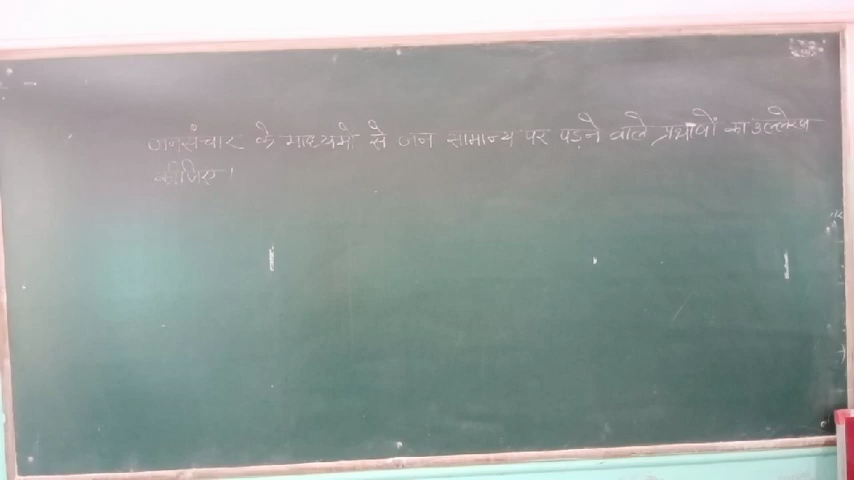 जनसंचार के माध्यमो से जन सामान्य पर पड़ने वाले प्रभावों का उल्लेख
कीजिए।